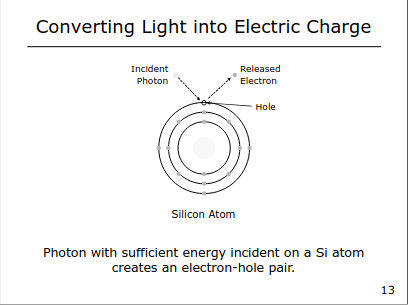 Converting Light into Electric Charge
Incident
Photon
Released
Electron
Hole
Silicon Atom
Photon with sufficient energy incident on a Si atom
creates an electron-hole pair.
13